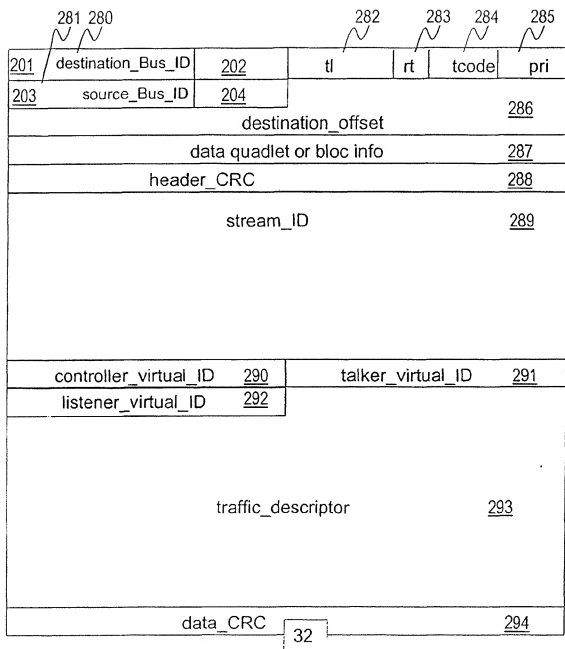 281 280 282 283 284 285
201 destination_Bus_ID 202 tl rt tcode pri
203 source_Bus_ID 204
286
destination_offset
data quadlet or bloc info 287
header_CRC 288
stream_ID 289
controller_virtual_ID 290 talker_virtual_ID 291
listener_virtual_ID 292
traffic_descriptor 293
data_CRC 294
32